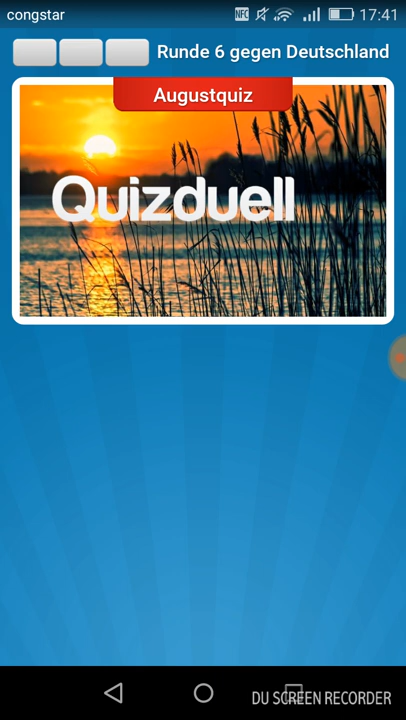 congstar NFC 17:41
Runde 6 gegen Deutschland
Augustquiz
Quizduell
DU SCREEN RECORDER